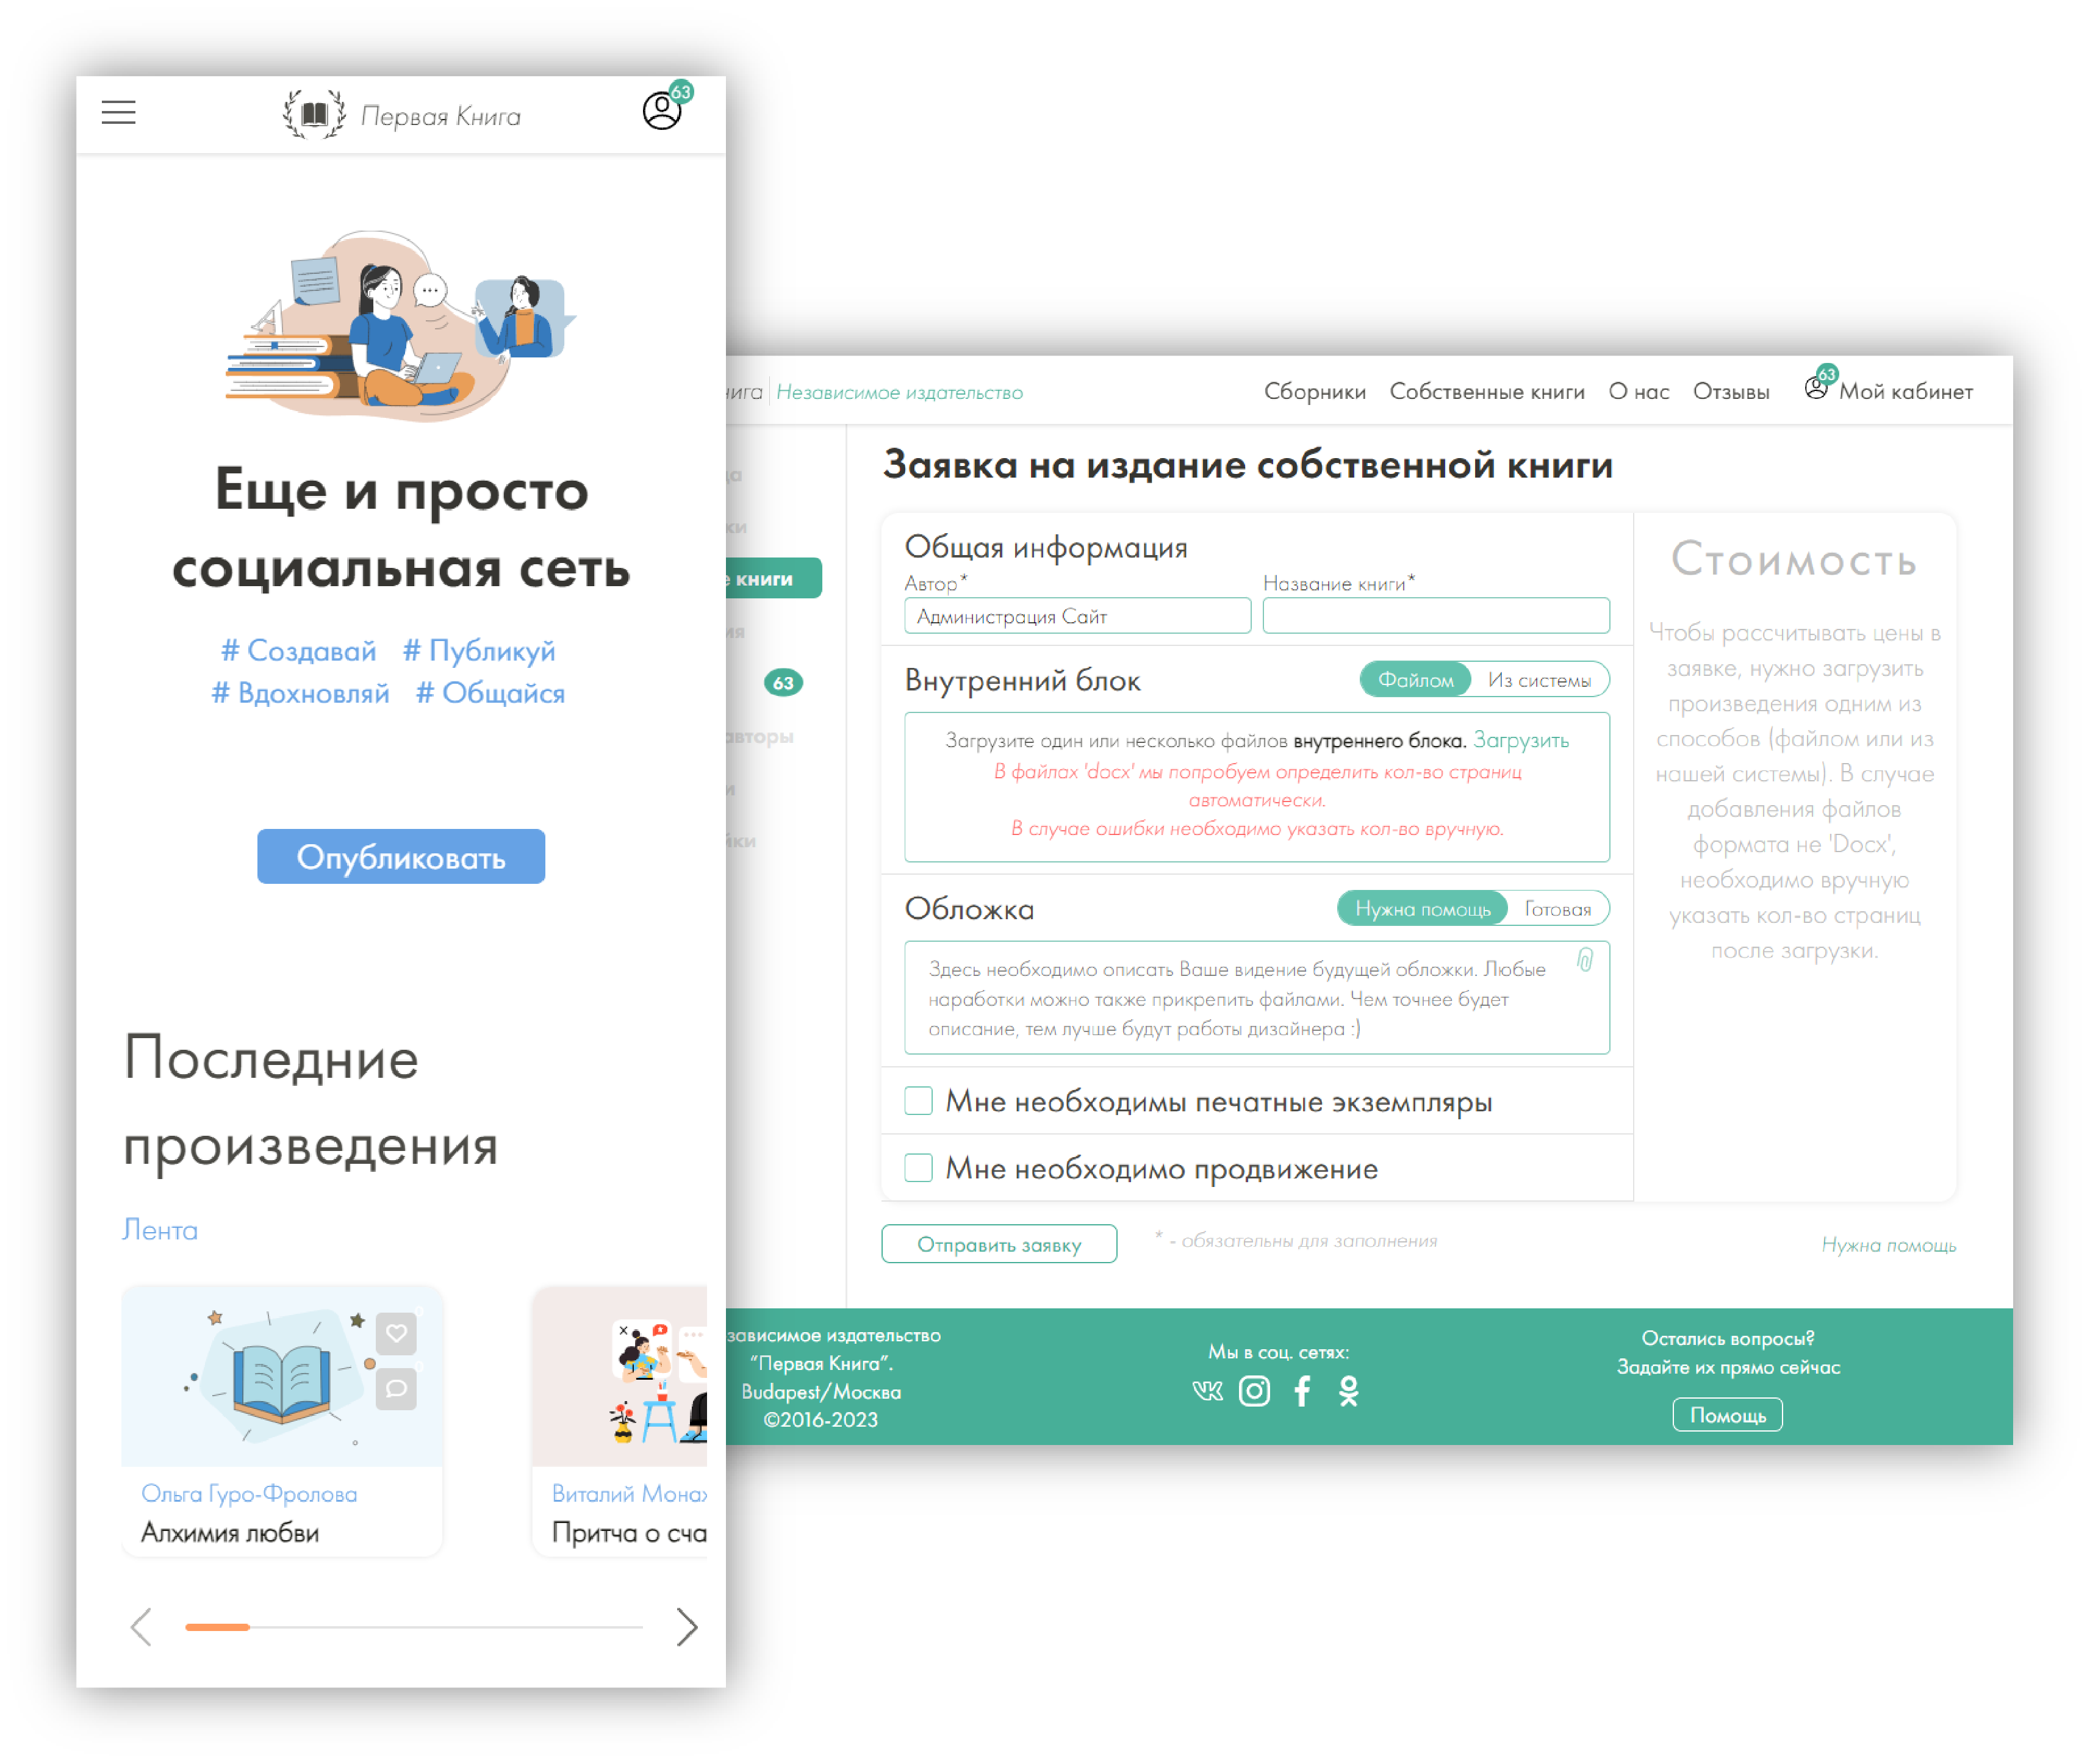 63
Первая Книга
Еще и просто
социальная сеть
# Создавай # Публикуй
# Вдохновляй # Общайся
Опубликовать
Последние
произведения
Лента
Ольга Гуро-Фролова
Алхимия любви
Виталий Монах
Притча о сча
нига Независимое издательство
Сборники Собственные книги О нас Отзывы 63 Мой кабинет
книги
63
авторы
Заявка на издание собственной книги
Общая информация
Автор* Название книги*
Администрация Сайт
Внутренний блок Файлом Из системы
Загрузите один или несколько файлов внутреннего блока. Загрузить
В файлах 'docx' мы попробуем определить кол-во страниц
автоматически.
В случае ошибки необходимо указать кол-во вручную.
Обложка Нужна помощь Готовая
Здесь необходимо описать Ваше видение будущей обложки. Любые
наработки можно также прикрепить файлами. Чем точнее будет
описание, тем лучше будут работы дизайнера :)
Мне необходимы печатные экземпляры
Мне необходимо продвижение
Стоимость
Чтобы рассчитывать цены в
заявке, нужно загрузить
произведения одним из
способов (файлом или из
нашей системы). В случае
добавления файлов
формата не 'Docx',
необходимо вручную
указать кол-во страниц
после загрузки.
Отправить заявку * - обязательны для заполнения Нужна помощь
зависимое издательство
“Первая Книга”.
Budapest/Москва
©2016-2023
Мы в соц. сетях:
Остались вопросы?
Задайте их прямо сейчас
Помощь